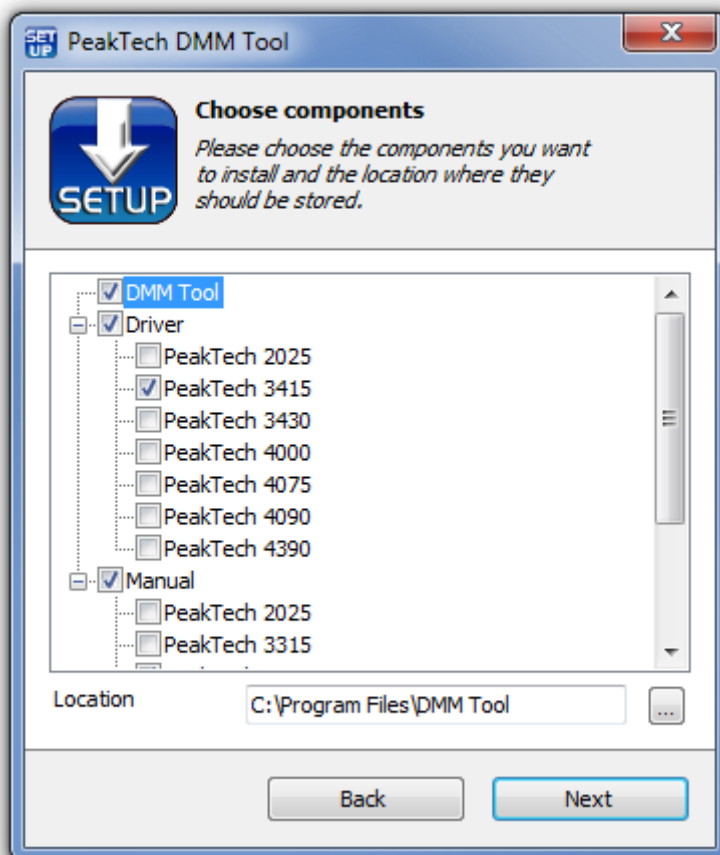 SET
UP
PeakTech DMM Tool
Choose components
Please choose the components you want
to install and the location where they
should be stored.
SETUP
DMM Tool
Driver
PeakTech 2025
PeakTech 3415
PeakTech 3430
PeakTech 4000
PeakTech 4075
PeakTech 4090
PeakTech 4390
Manual
PeakTech 2025
PeakTech 3315
Location
C:\Program Files\DMM Tool
...
Back
Next